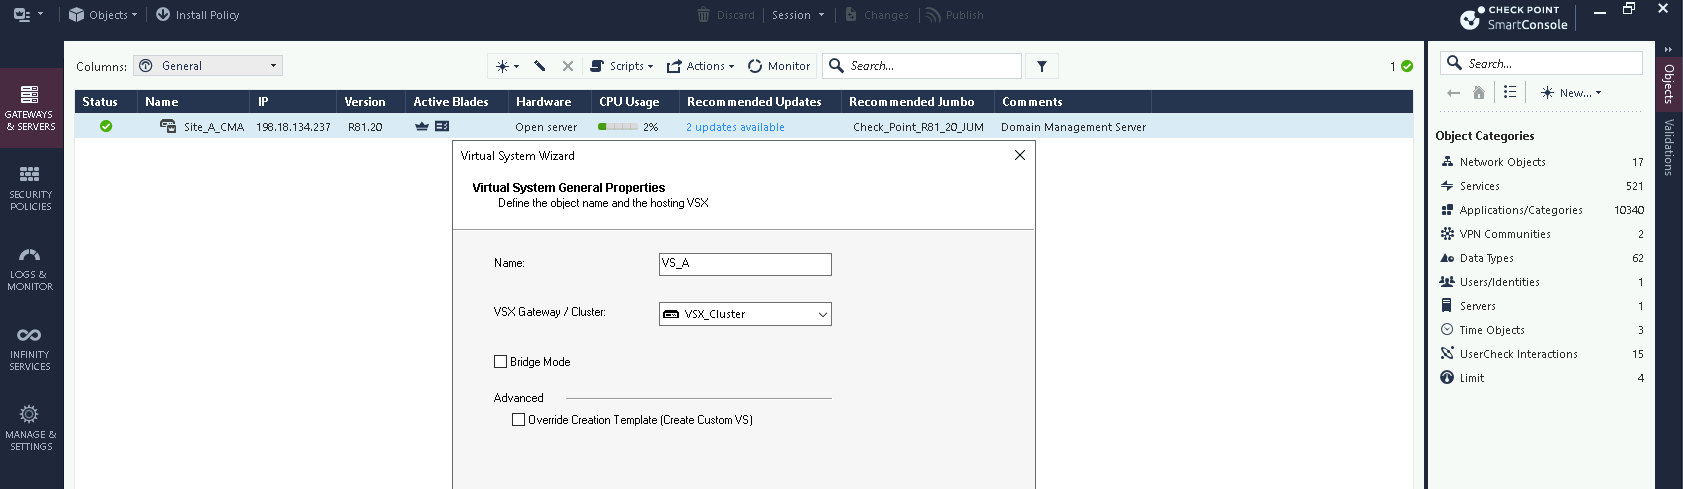 Objects
Install Policy
Discard
Session
Changes
Publish
CHECK POINT
SmartConsole
Columns:
General
Scripts
Actions
Monitor
Search...
1
Status Name IP Version Active Blades Hardware CPU Usage Recommended Updates Recommended Jumbo Comments
Site_A_CMA 198.18.134.237 R81.20 Open server 2% 2 updates available Check_Point_R81_20_JUM Domain Management Server
GATEWAYS
& SERVERS
SECURITY
POLICIES
LOGS &
MONITOR
INFINITY
SERVICES
MANAGE &
SETTINGS
Virtual System Wizard
Virtual System General Properties
Define the object name and the hosting VSX
Name:
VS_A
VSX Gateway / Cluster:
VSX_Cluster
Bridge Mode
Advanced
Override Creation Template (Create Custom VS)
Search...
New...
Object Categories
Network Objects 17
Services 521
Applications/Categories 10340
VPN Communities 2
Data Types 62
Users/Identities 1
Servers 1
Time Objects 3
UserCheck Interactions 15
Limit 4
Objects
Validations